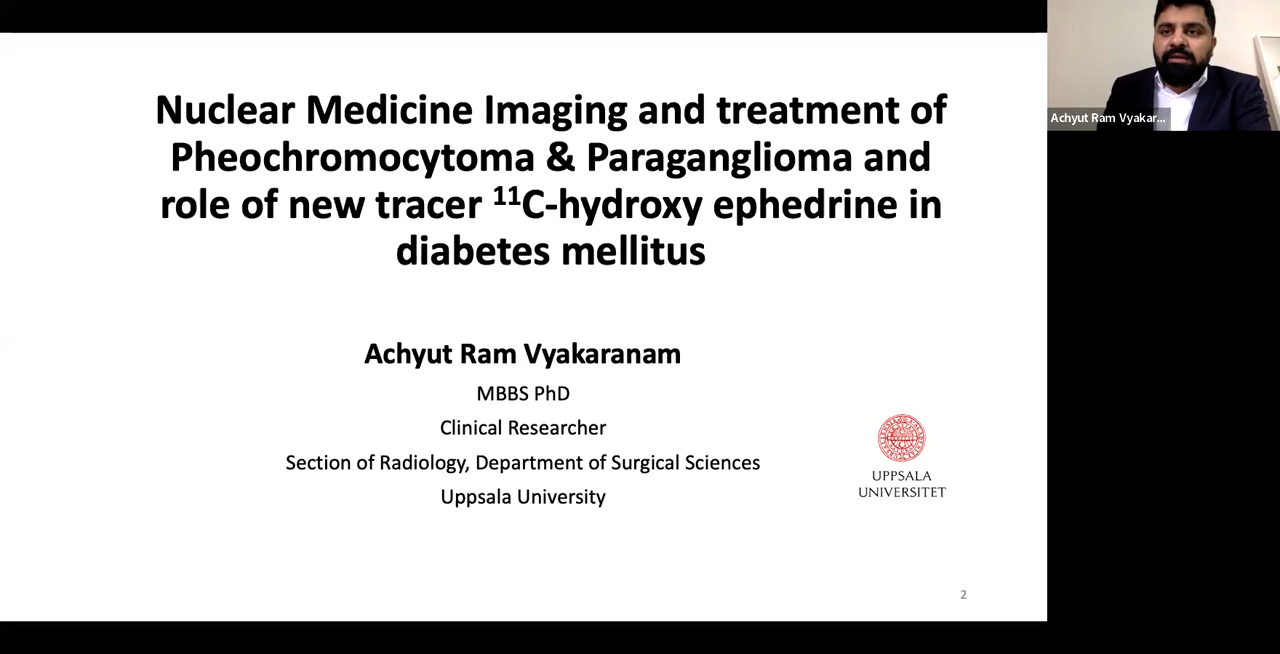 Nuclear Medicine Imaging and treatment of
Pheochromocytoma & Paraganglioma and
role of new tracer ¹¹C-hydroxy ephedrine in
diabetes mellitus
Achyut Ram Vyakaranam
MBBS PhD
Clinical Researcher
Section of Radiology, Department of Surgical Sciences
Uppsala University
UPPSALA
UNIVERSITET
2
Achyut Ram Vyakar...